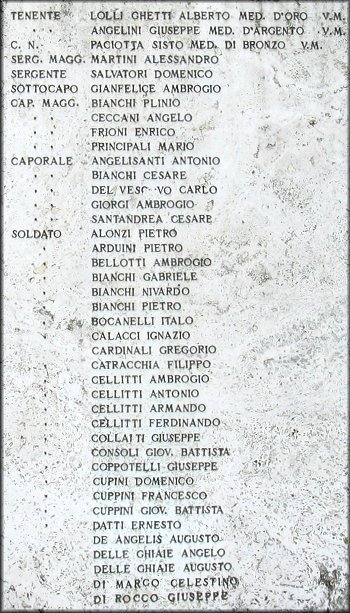 TENENTE LOLLI GHETTI ALBERTO MED. D'ORO V.M.
" ANGELINI GIUSEPPE MED. D'ARGENTO V.M.
C. N. PACIOTTA SISTO MED. DI BRONZO V.M.
SERG. MAGG. MARTINI ALESSANDRO
SERGENTE SALVATORI DOMENICO
SOTTOCAPO GIANFELICE AMBROGIO
CAP. MAGG. BIANCHI PLINIO
" " CECCANI ANGELO
" " FRIONI ENRICO
" " PRINCIPALI MARIO
CAPORALE ANGELISANTI ANTONIO
" BIANCHI CESARE
" DEL VESCOVO CARLO
" GIORGI AMBROGIO
" SANTANDREA CESARE
SOLDATO ALONZI PIETRO
" ARDUINI PIETRO
" BELLOTTI AMBROGIO
" BIANCHI GABRIELE
" BIANCHI NIVARDO
" BIANCHI PIETRO
" BOCANELLI ITALO
" CALACCI IGNAZIO
" CARDINALI GREGORIO
" CATRACCHIA FILIPPO
" CELLITTI AMBROGIO
" CELLITTI ANTONIO
" CELLITTI ARMANDO
" CELLITTI FERDINANDO
" COLLAITI GIUSEPPE
" CONSOLI GIOV. BATTISTA
" COPPOTELLI GIUSEPPE
" CUPINI DOMENICO
" CUPPINI FRANCESCO
" CUPPINI GIOV. BATTISTA
" DATTI ERNESTO
DE ANGELIS AUGUSTO
DELLE GHIAIE ANGELO
DELLE GHIAIE AUGUSTO
DI MARCO CELESTINO
DI ROCCO GIUSEPPE